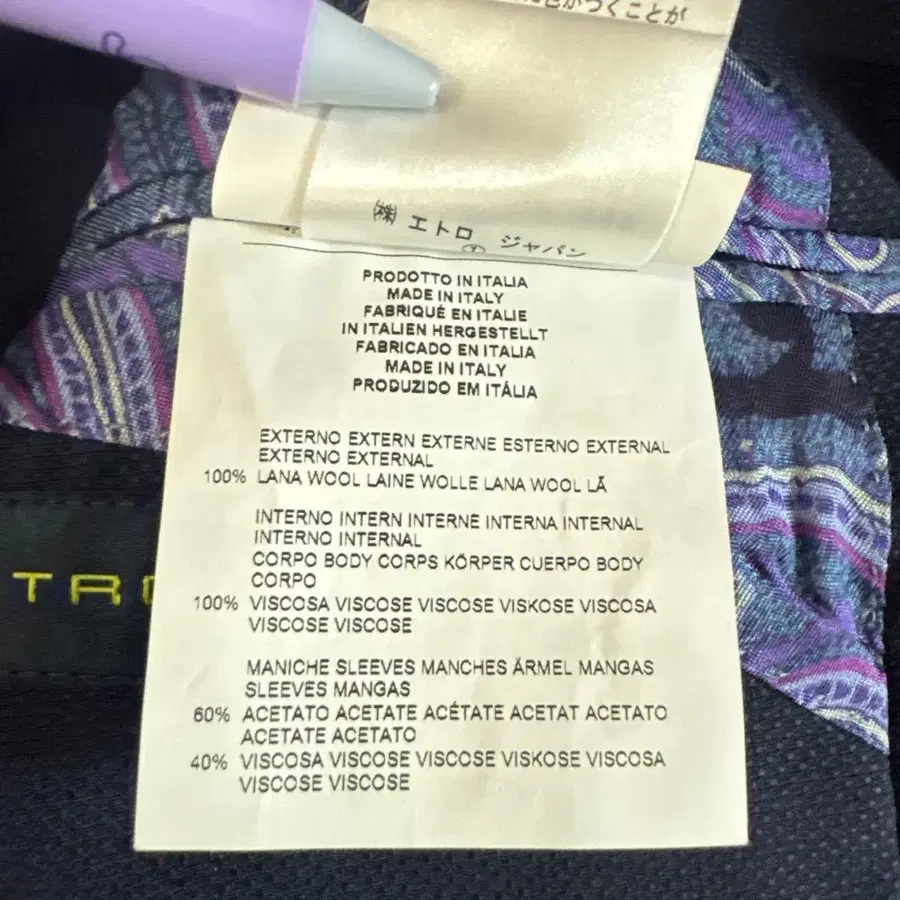 色がつくことが
㈱ エトロ ジャパン
PRODOTTO IN ITALIA
MADE IN ITALY
FABRIQUÉ EN ITALIE
IN ITALIEN HERGESTELLT
FABRICADO EN ITALIA
MADE IN ITALY
PRODUZIDO EM ITÁLIA
EXTERNO EXTERN EXTERNE ESTERNO EXTERNAL
EXTERNO EXTERNAL
100% LANA WOOL LAINE WOLLE LANA WOOL LÃ
INTERNO INTERN INTERNE INTERNA INTERNAL
INTERNO INTERNAL
CORPO BODY CORPS KÖRPER CUERPO BODY
CORPO
100% VISCOSA VISCOSE VISCOSE VISKOSE VISCOSA
VISCOSE VISCOSE
MANICHE SLEEVES MANCHES ÄRMEL MANGAS
SLEEVES MANGAS
60% ACETATO ACETATE ACÉTATE ACETAT ACETATO
ACETATE ACETATO
40% VISCOSA VISCOSE VISCOSE VISKOSE VISCOSA
VISCOSE VISCOSE
TRO